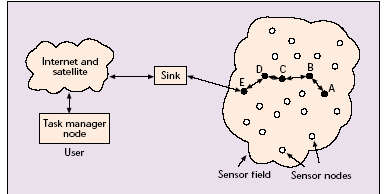 Internet and
satellite
Sink
Task manager
node
User
D
C
B
E
A
Sensor field
Sensor nodes